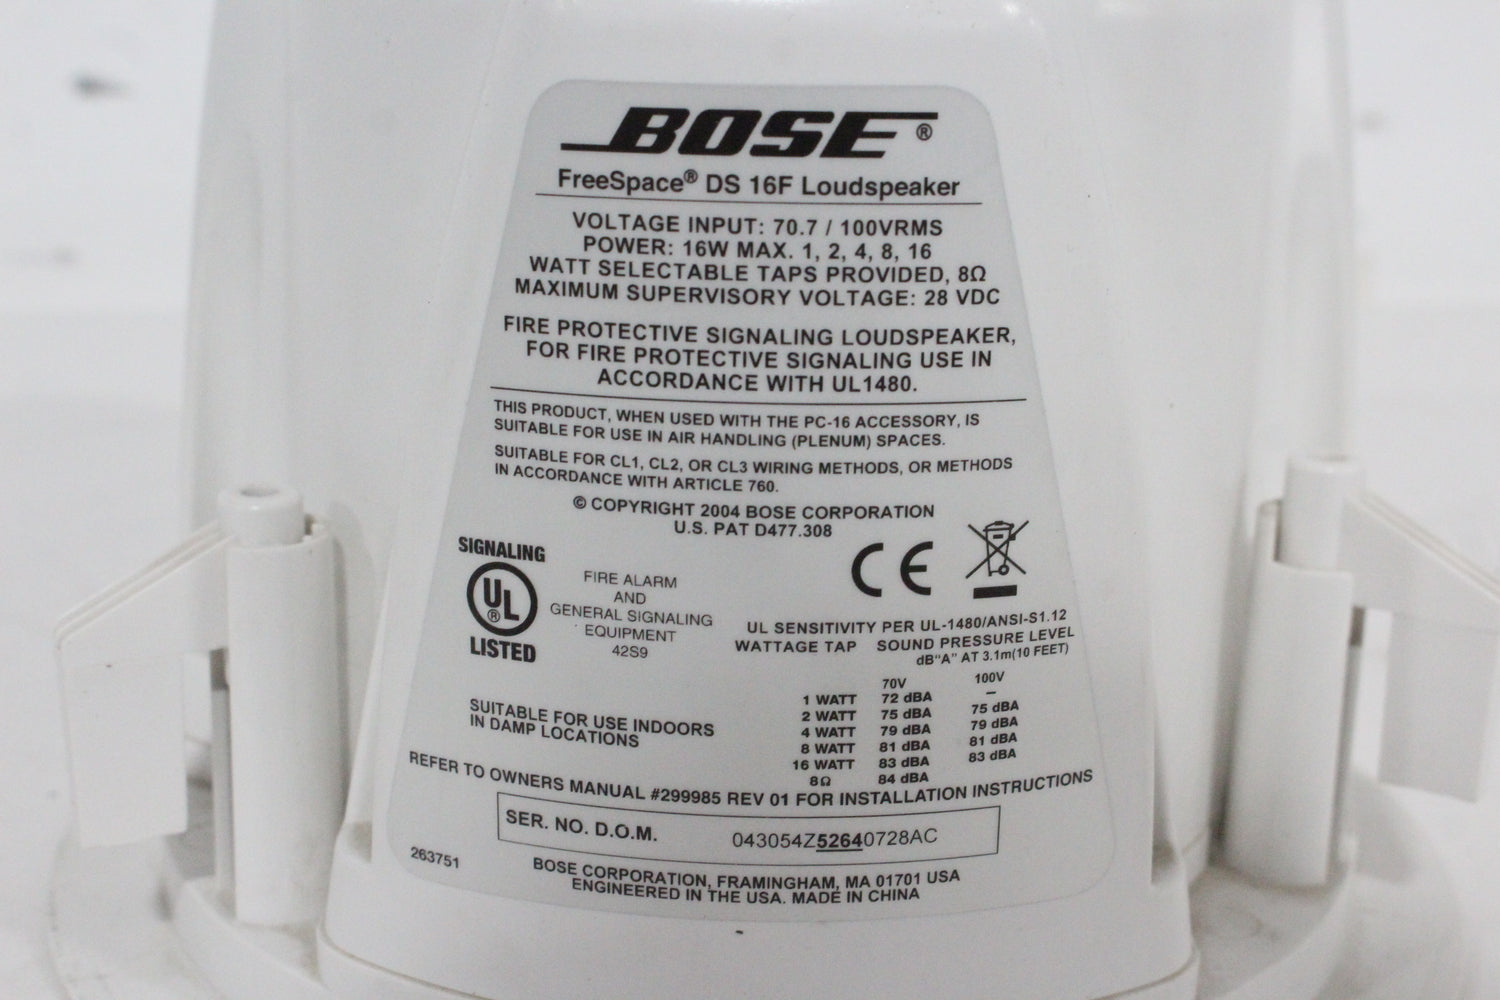 BOSE®
FreeSpace® DS 16F Loudspeaker
VOLTAGE INPUT: 70.7 / 100VRMS
POWER: 16W MAX. 1, 2, 4, 8, 16
WATT SELECTABLE TAPS PROVIDED, 8Ω
MAXIMUM SUPERVISORY VOLTAGE: 28 VDC
FIRE PROTECTIVE SIGNALING LOUDSPEAKER,
FOR FIRE PROTECTIVE SIGNALING USE IN
ACCORDANCE WITH UL1480.
THIS PRODUCT, WHEN USED WITH THE PC-16 ACCESSORY, IS
SUITABLE FOR USE IN AIR HANDLING (PLENUM) SPACES.
SUITABLE FOR CL1, CL2, OR CL3 WIRING METHODS, OR METHODS
IN ACCORDANCE WITH ARTICLE 760.
© COPYRIGHT 2004 BOSE CORPORATION
U.S. PAT D477.308
SIGNALING
UL®
LISTED
FIRE ALARM
AND
GENERAL SIGNALING
EQUIPMENT
42S9
CE
UL SENSITIVITY PER UL-1480/ANSI-S1.12
WATTAGE TAP SOUND PRESSURE LEVEL
dB"A" AT 3.1m(10 FEET)
70V 100V
1 WATT 72 dBA –
2 WATT 75 dBA 75 dBA
4 WATT 79 dBA 79 dBA
8 WATT 81 dBA 81 dBA
16 WATT 83 dBA 83 dBA
8Ω 84 dBA
SUITABLE FOR USE INDOORS
IN DAMP LOCATIONS
REFER TO OWNERS MANUAL #299985 REV 01 FOR INSTALLATION INSTRUCTIONS
SER. NO. D.O.M. 043054Z52640728AC
263751
BOSE CORPORATION, FRAMINGHAM, MA 01701 USA
ENGINEERED IN THE USA. MADE IN CHINA